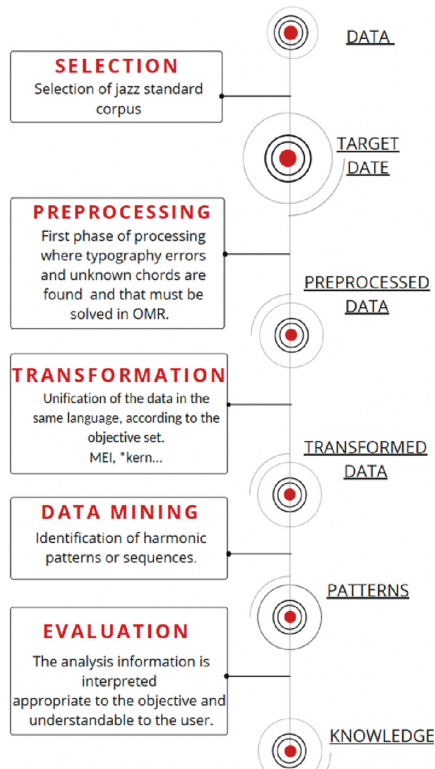 DATA
SELECTION
Selection of jazz standard
corpus
TARGET
DATE
PREPROCESSING
First phase of processing
where typography errors
and unknown chords are
found and that must be
solved in OMR.
PREPROCESSED
DATA
TRANSFORMATION
Unification of the data in the
same language, according to the
objective set.
MEI, *kern...
TRANSFORMED
DATA
DATA MINING
Identification of harmonic
patterns or sequences.
PATTERNS
EVALUATION
The analysis information is
interpreted
appropriate to the objective and
understandable to the user.
KNOWLEDGE